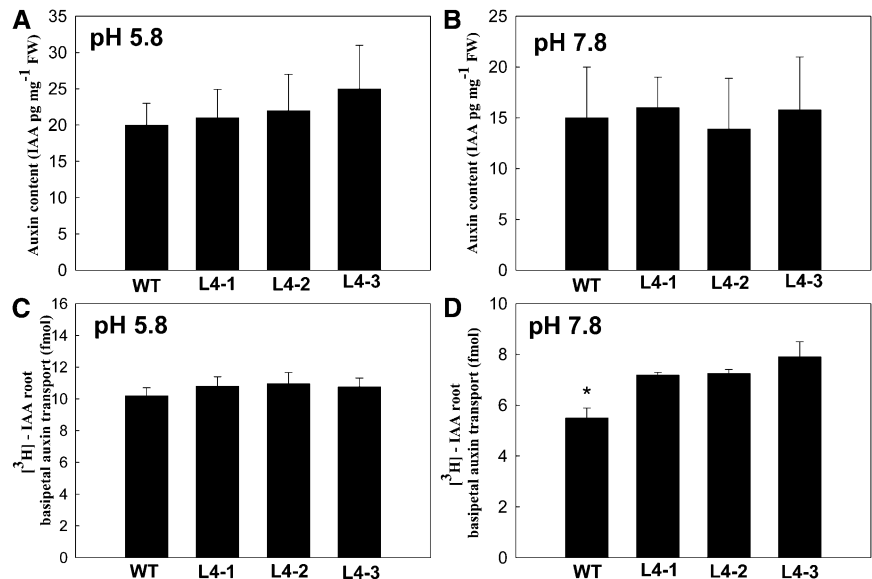 A
pH 5.8
Auxin content (IAA pg mg-1 FW)
35
30
25
20
15
10
5
0
WT L4-1 L4-2 L4-3
B
pH 7.8
Auxin content (IAA pg mg-1 FW)
25
20
15
10
5
0
WT L4-1 L4-2 L4-3
C
pH 5.8
[3H] - IAA root
basipetal auxin transport (fmol)
16
14
12
10
8
6
4
2
0
WT L4-1 L4-2 L4-3
D
pH 7.8
[3H] - IAA root
basipetal auxin transport (fmol)
10
8
6
4
2
0
*
WT L4-1 L4-2 L4-3